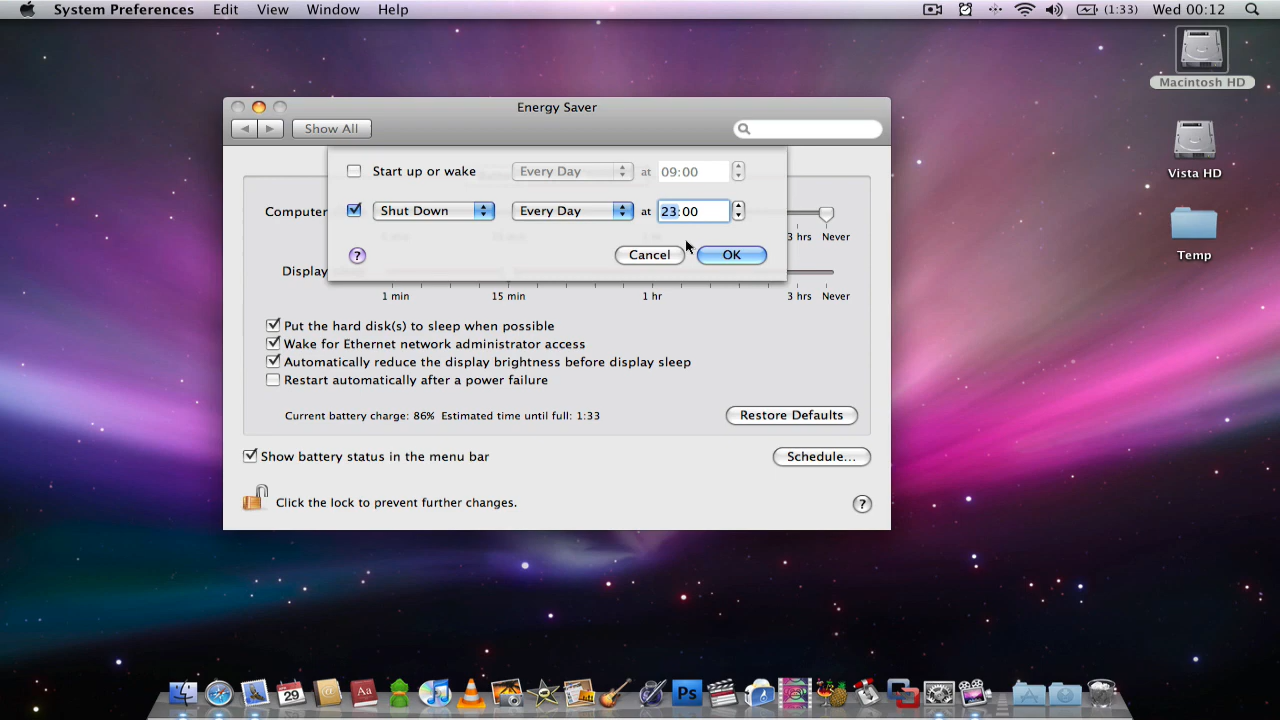 System Preferences Edit View Window Help (1:33) Wed 00:12
Macintosh HD
Energy Saver
Show All
Vista HD
Start up or wake Every Day at 09:00
Computer Shut Down Every Day at 23:00
3 hrs Never
? Cancel OK
Temp
Display
1 min 15 min 1 hr 3 hrs Never
Put the hard disk(s) to sleep when possible
Wake for Ethernet network administrator access
Automatically reduce the display brightness before display sleep
Restart automatically after a power failure
Current battery charge: 86% Estimated time until full: 1:33 Restore Defaults
Show battery status in the menu bar Schedule...
Click the lock to prevent further changes. ?
29 @ Aa Ps